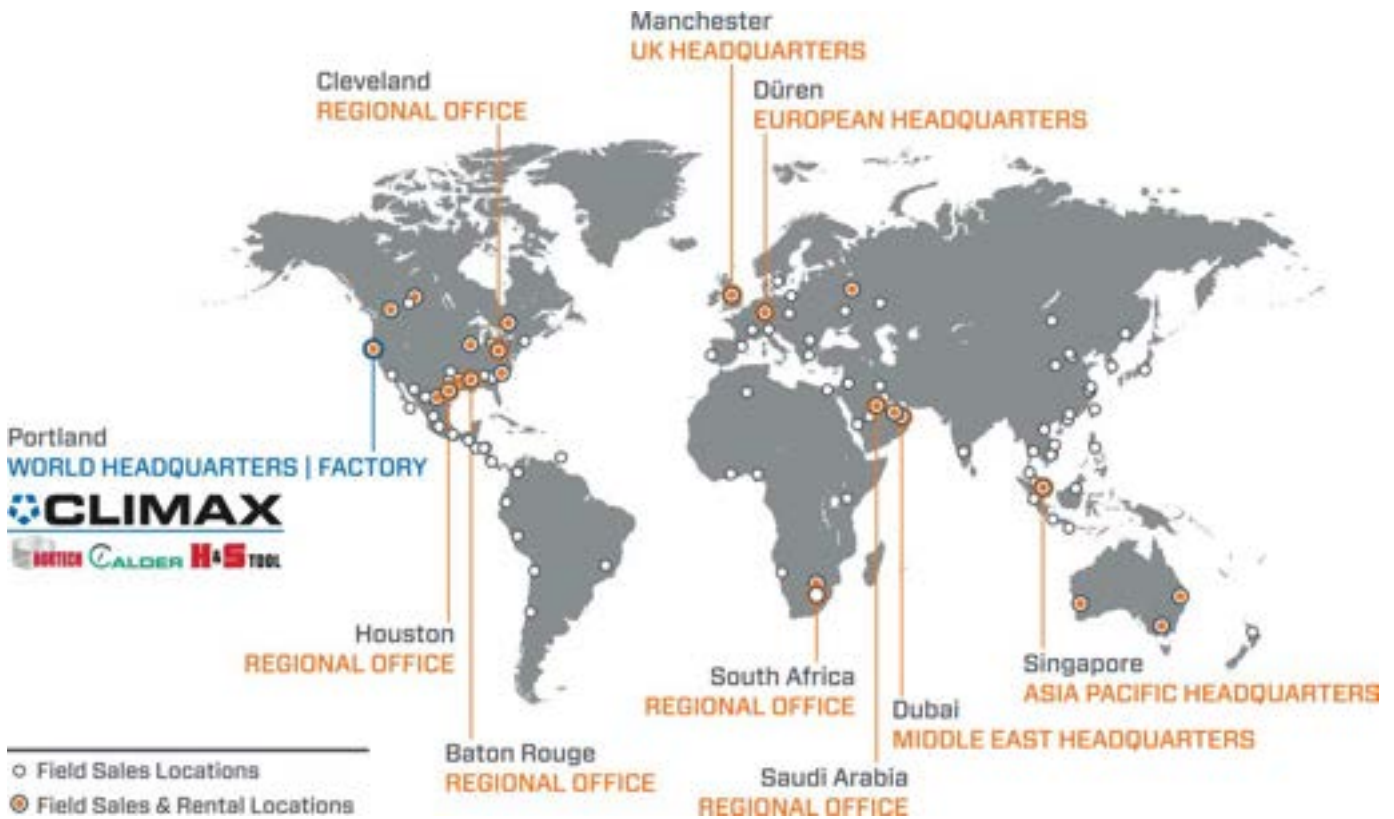 Manchester
UK HEADQUARTERS
Cleveland
REGIONAL OFFICE
Düren
EUROPEAN HEADQUARTERS
Portland
WORLD HEADQUARTERS | FACTORY
CLIMAX
BORTECH CALDER H&S TOOL
Houston
REGIONAL OFFICE
South Africa
REGIONAL OFFICE
Singapore
ASIA PACIFIC HEADQUARTERS
Dubai
MIDDLE EAST HEADQUARTERS
Baton Rouge
REGIONAL OFFICE
Saudi Arabia
REGIONAL OFFICE
Field Sales Locations
Field Sales & Rental Locations